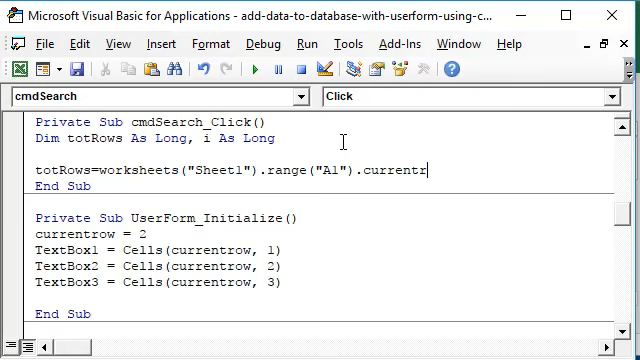 Microsoft Visual Basic for Applications - add-data-to-database-with-userform-using-c...
File Edit View Insert Format Debug Run Tools Add-Ins Window Help
cmdSearch Click
Private Sub cmdSearch_Click()
Dim totRows As Long, i As Long
totRows=worksheets("Sheet1").range("A1").currentr
End Sub
Private Sub UserForm_Initialize()
currentrow = 2
TextBox1 = Cells(currentrow, 1)
TextBox2 = Cells(currentrow, 2)
TextBox3 = Cells(currentrow, 3)
End Sub